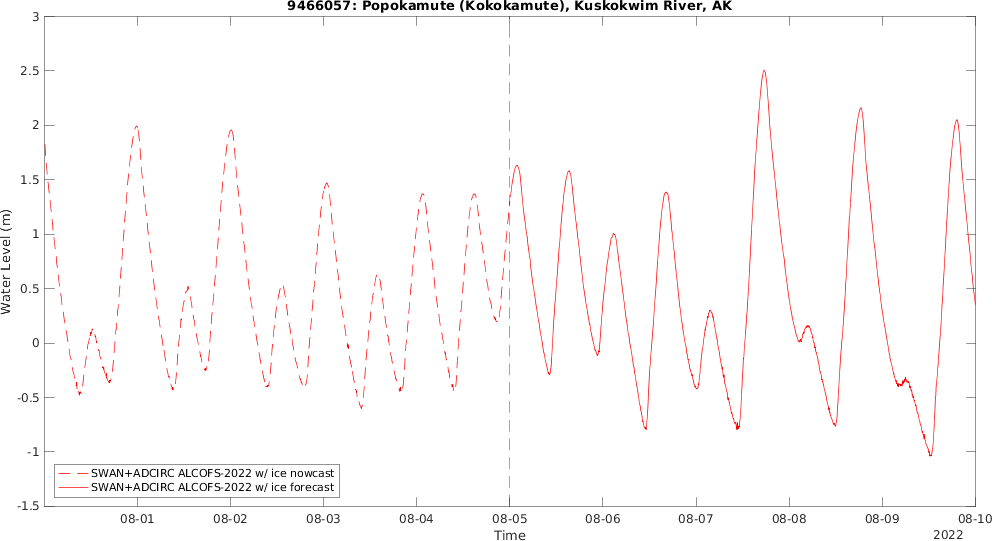 9466057: Popokamute (Kokokamute), Kuskokwim River, AK
3
2.5
2
1.5
1
0.5
0
-0.5
-1
-1.5
Water Level (m)
SWAN+ADCIRC ALCOFS-2022 w/ ice nowcast
SWAN+ADCIRC ALCOFS-2022 w/ ice forecast
08-01 08-02 08-03 08-04 08-05 08-06 08-07 08-08 08-09 08-10
Time
2022